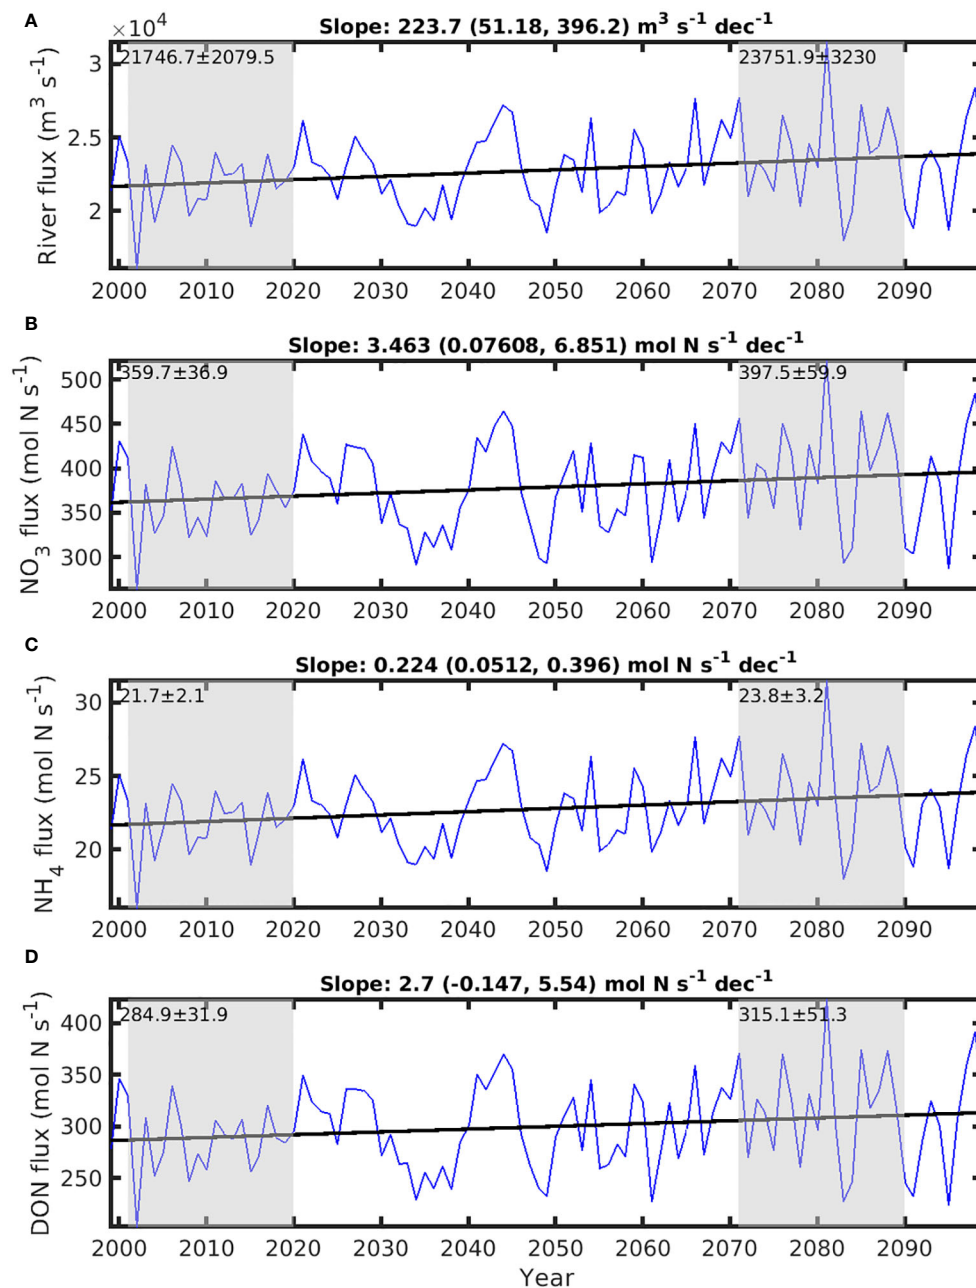 A
Slope: 223.7 (51.18, 396.2) m³ s⁻¹ dec⁻¹
×10⁴
21746.7±2079.5
23751.9±3230
3
2.5
2
River flux (m³ s⁻¹)
2000 2010 2020 2030 2040 2050 2060 2070 2080 2090
B
Slope: 3.463 (0.07608, 6.851) mol N s⁻¹ dec⁻¹
359.7±36.9
397.5±59.9
500
450
400
350
300
NO₃ flux (mol N s⁻¹)
2000 2010 2020 2030 2040 2050 2060 2070 2080 2090
C
Slope: 0.224 (0.0512, 0.396) mol N s⁻¹ dec⁻¹
21.7±2.1
23.8±3.2
30
25
20
NH₄ flux (mol N s⁻¹)
2000 2010 2020 2030 2040 2050 2060 2070 2080 2090
D
Slope: 2.7 (-0.147, 5.54) mol N s⁻¹ dec⁻¹
284.9±31.9
315.1±51.3
400
350
300
250
DON flux (mol N s⁻¹)
2000 2010 2020 2030 2040 2050 2060 2070 2080 2090
Year